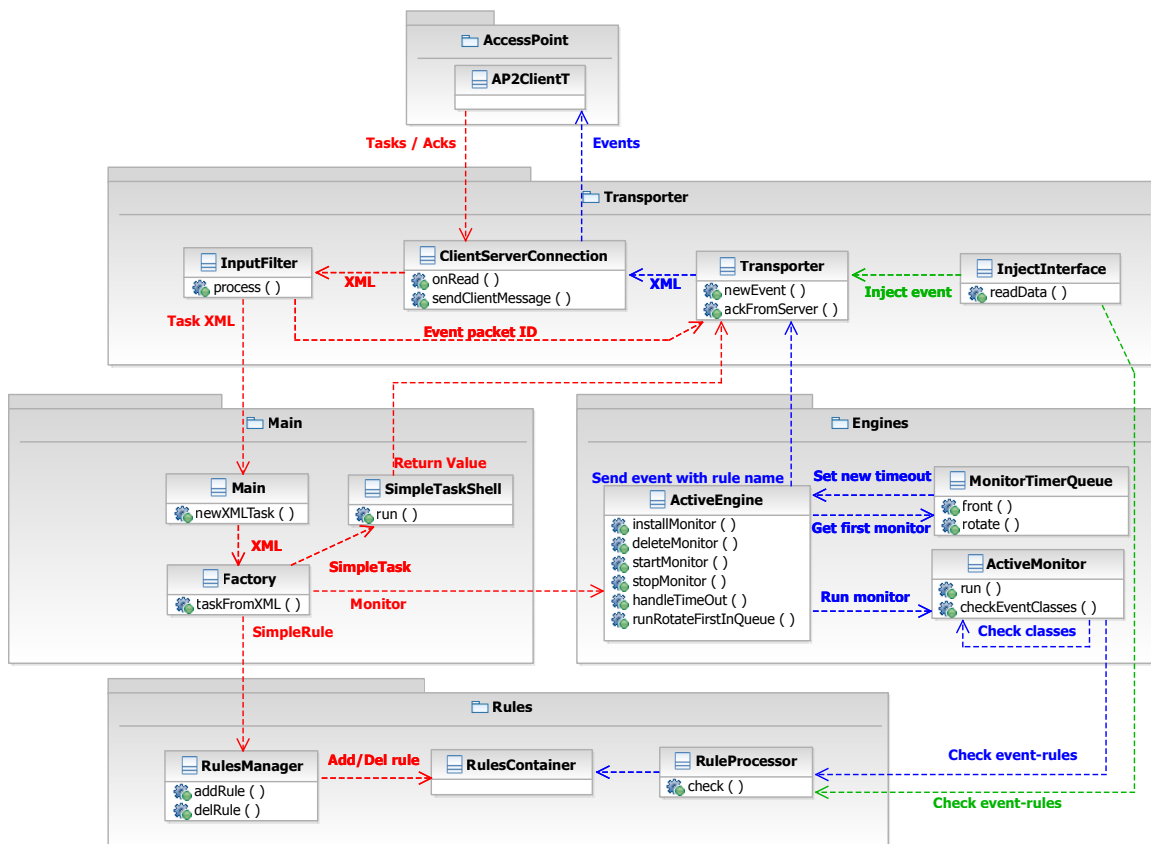 AccessPoint
AP2ClientT
Tasks / Acks
Events
Transporter
InputFilter
process ( )
ClientServerConnection
onRead ( )
sendClientMessage ( )
Transporter
newEvent ( )
ackFromServer ( )
InjectInterface
readData ( )
XML
XML
Inject event
Task XML
Event packet ID
Main
Engines
Return Value
Send event with rule name
Set new timeout
Main
newXMLTask ( )
SimpleTaskShell
run ( )
ActiveEngine
installMonitor ( )
deleteMonitor ( )
startMonitor ( )
stopMonitor ( )
handleTimeOut ( )
runRotateFirstInQueue ( )
MonitorTimerQueue
front ( )
rotate ( )
Get first monitor
XML
SimpleTask
Factory
taskFromXML ( )
Monitor
Run monitor
ActiveMonitor
run ( )
checkEventClasses ( )
Check classes
SimpleRule
Rules
RulesManager
addRule ( )
delRule ( )
Add/Del rule
RulesContainer
RuleProcessor
check ( )
Check event-rules
Check event-rules